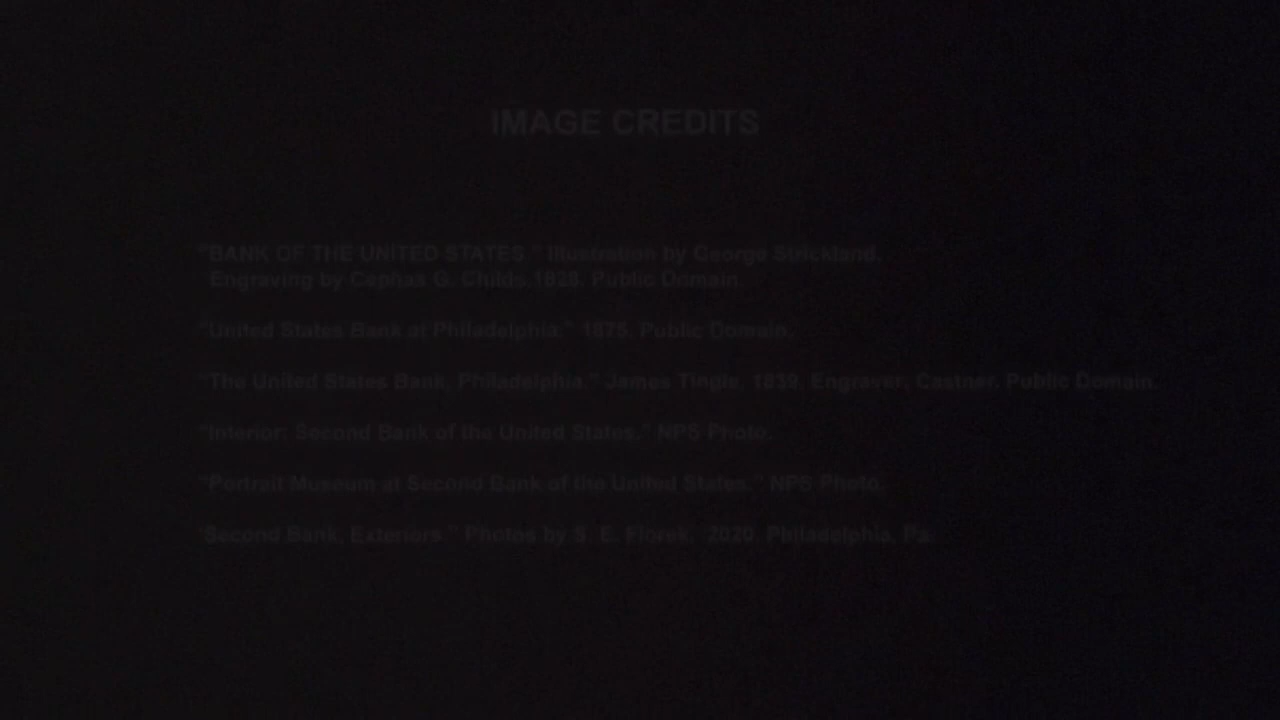 IMAGE CREDITS
"BANK OF THE UNITED STATES." Illustration by George Strickland.
Engraving by Cephas G. Childs,1828. Public Domain.
"United States Bank at Philadelphia." 1875. Public Domain.
"The United States Bank, Philadelphia." James Tingle, 1839, Engraver, Castner, Public Domain.
"Interior: Second Bank of the United States." NPS Photo.
"Portrait Museum at Second Bank of the United States." NPS Photo.
"Second Bank, Exteriors." Photos by S. E. Florek, 2020. Philadelphia, Pa.